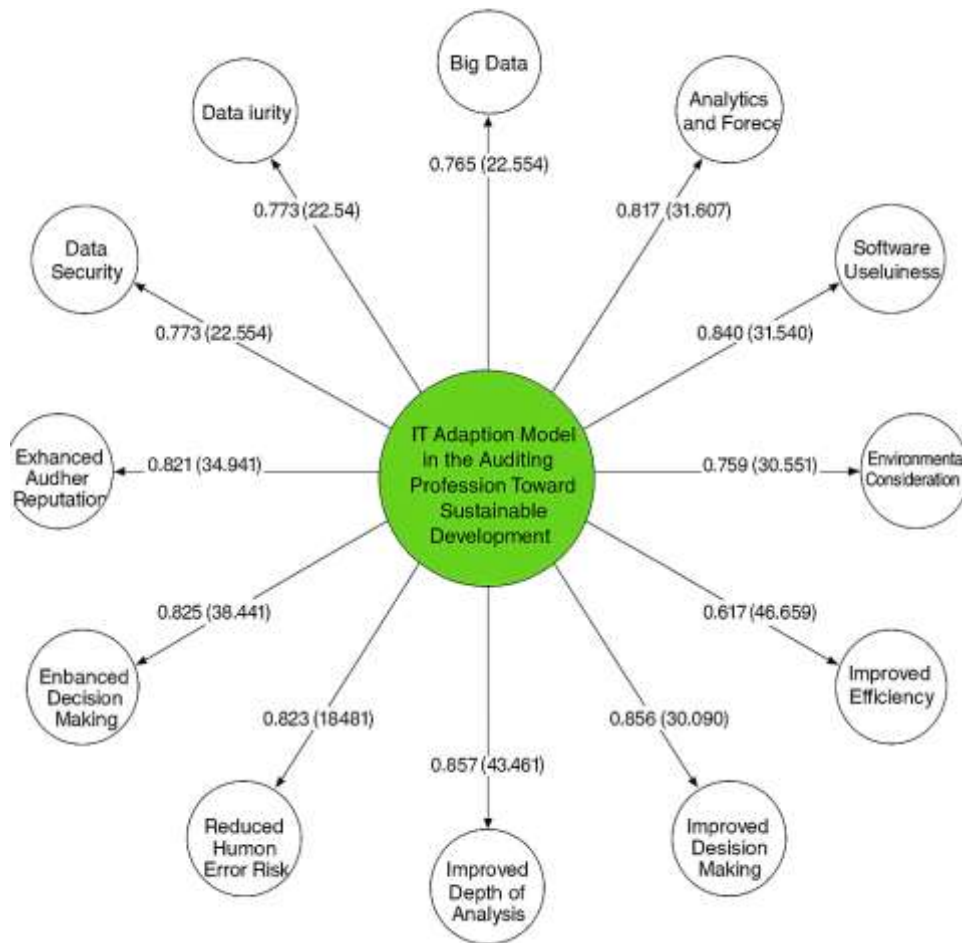 Big Data
Data iurity
Analytics
and Forece
0.765 (22.554)
0.773 (22.54)
0.817 (31.607)
Data
Security
Software
Useluiness
0.773 (22.554)
0.840 (31.540)
IT Adaption Model
in the Auditing
Profession Toward
Sustainable
Development
Exhanced
Audher
Reputation
0.821 (34.941)
0.759 (30.551)
Environmenta
Consideration
0.825 (38.441)
0.617 (46.659)
Enbanced
Decision
Making
Improved
Efficiency
0.823 (18481)
0.856 (30.090)
0.857 (43.461)
Reduced
Human
Error Risk
Improved
Depth of
Analysis
Improved
Desision
Making